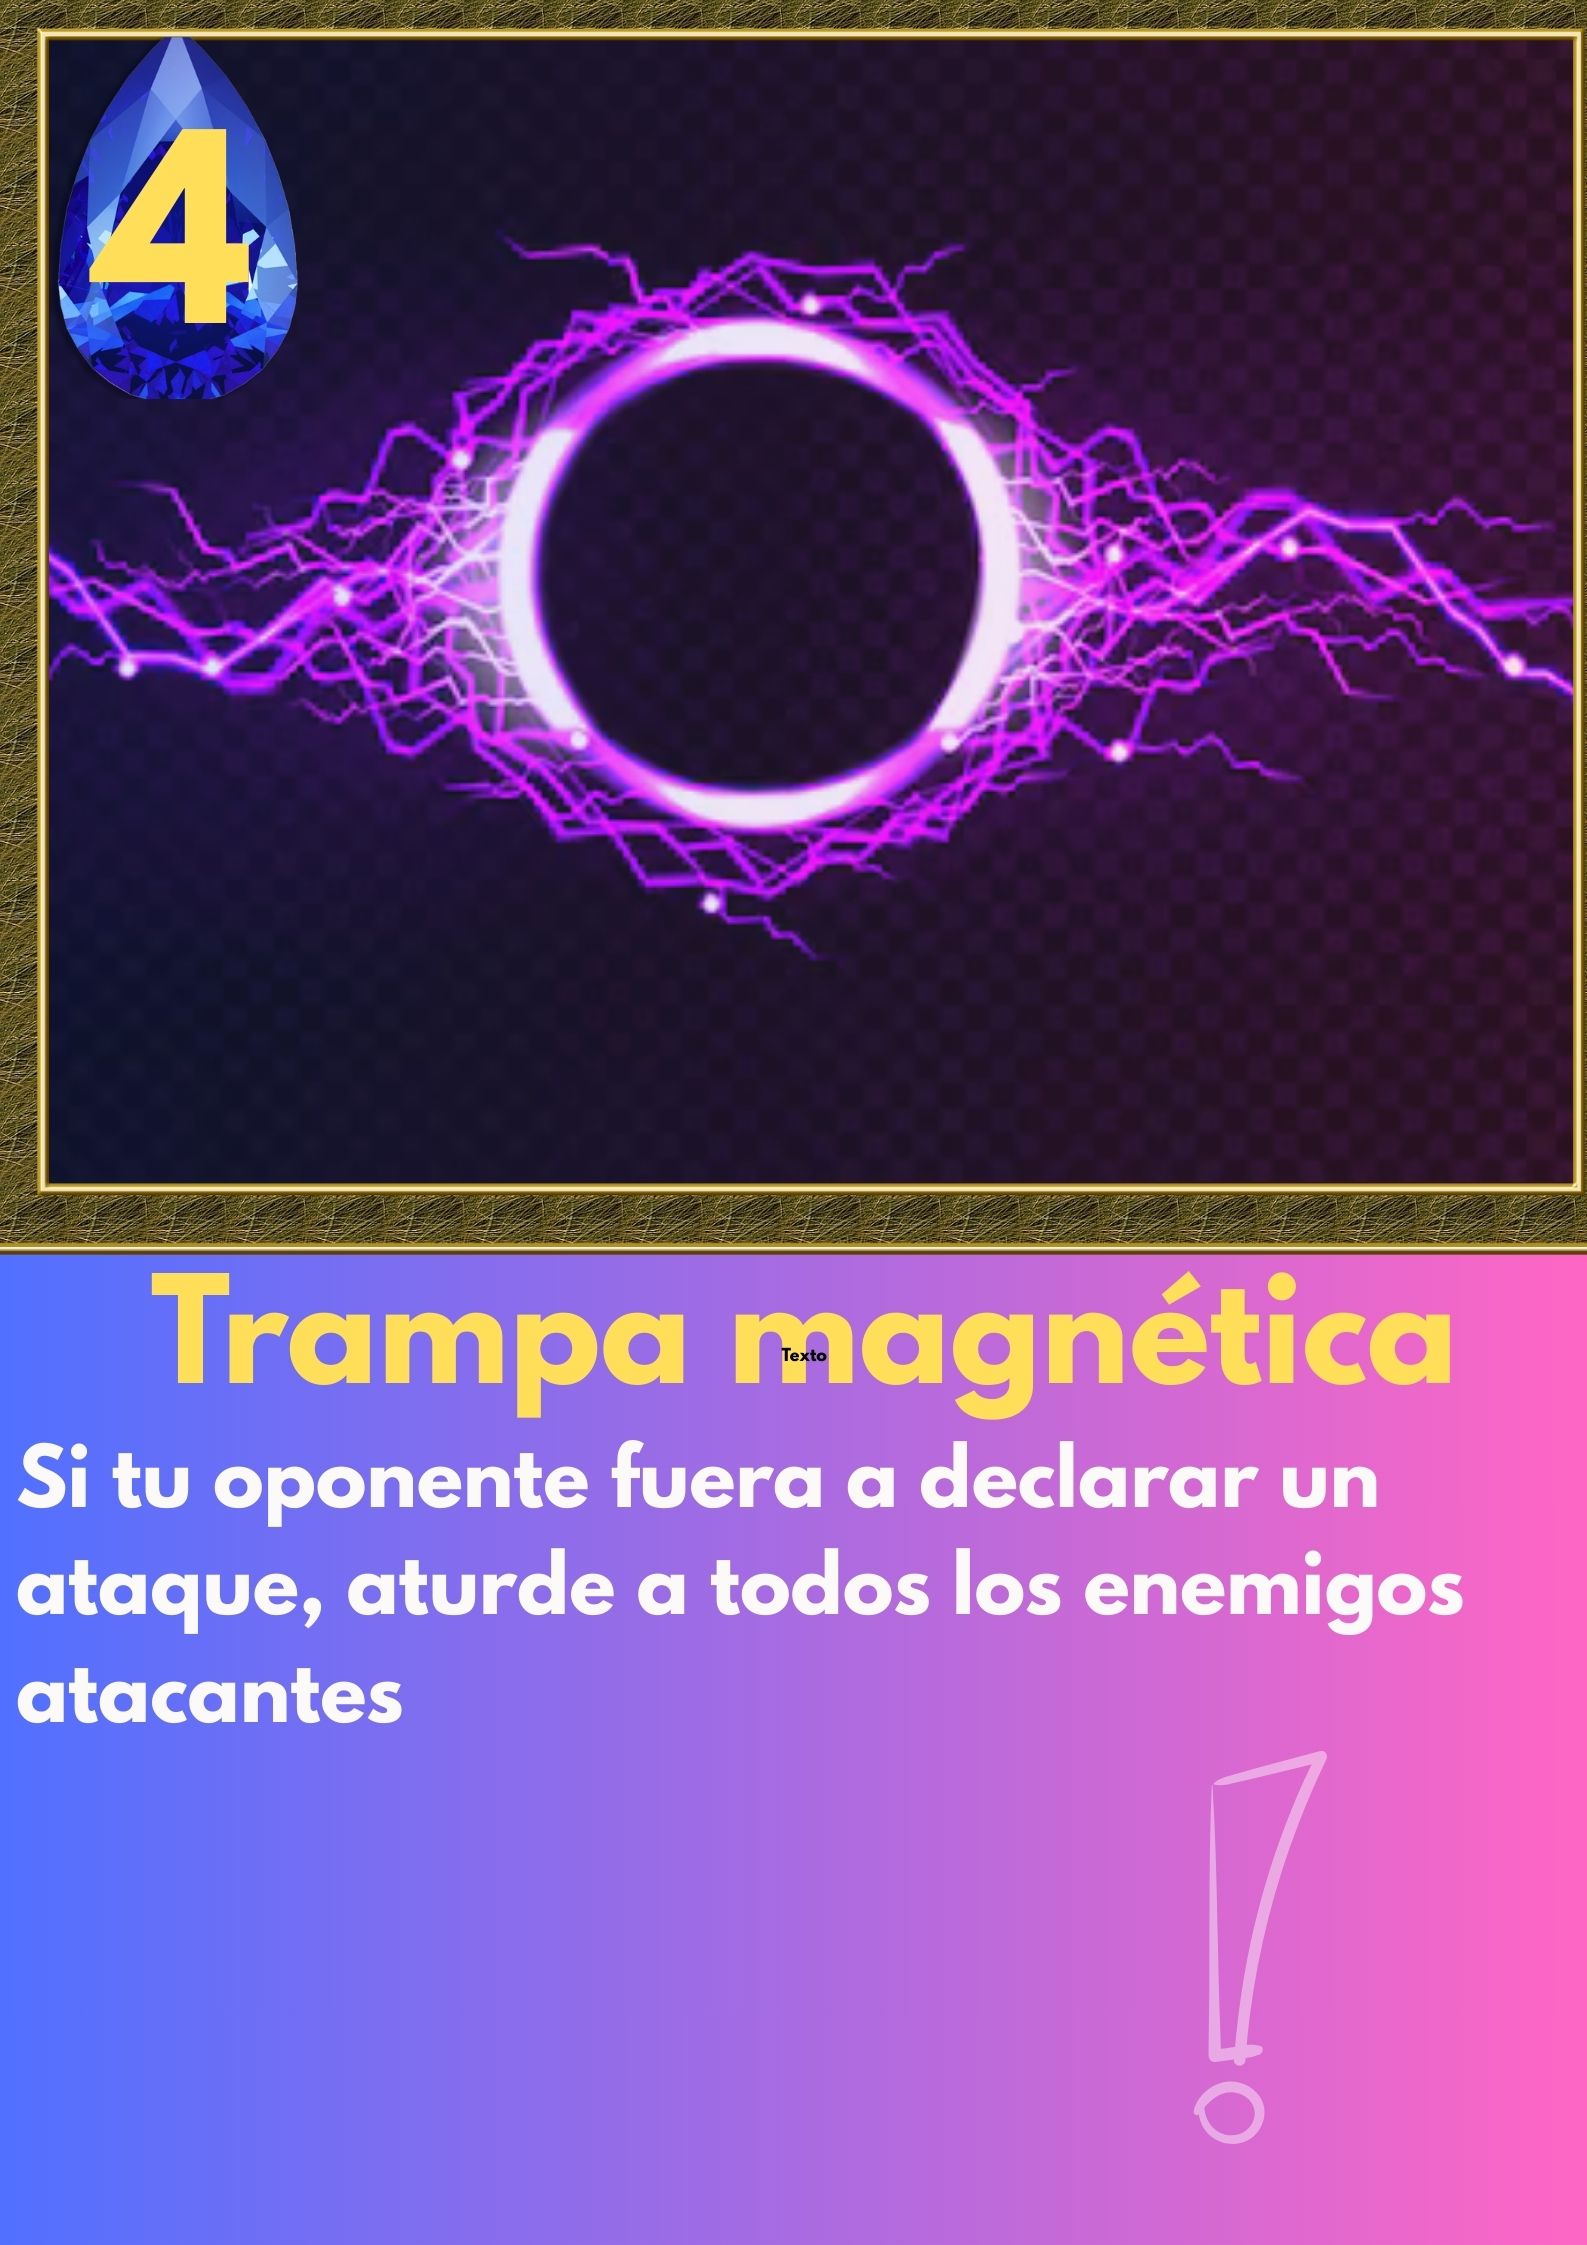 4
Trampa magnética
Texto
Si tu oponente fuera a declarar un
ataque, aturde a todos los enemigos
atacantes
!